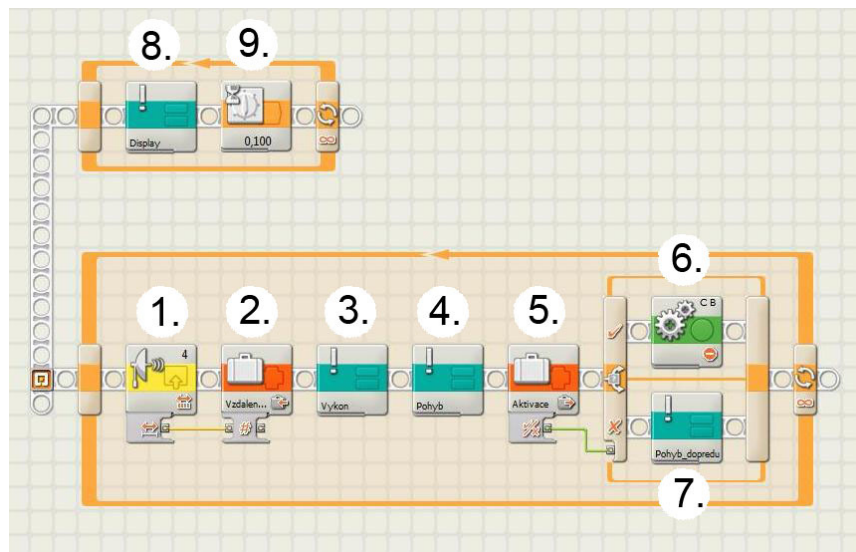 8.
9.
Display
0,100
6.
1.
2.
3.
4.
5.
C B
4
Vzdalen...
Vykon
Pohyb
Aktivace
Pohyb_dopredu
7.